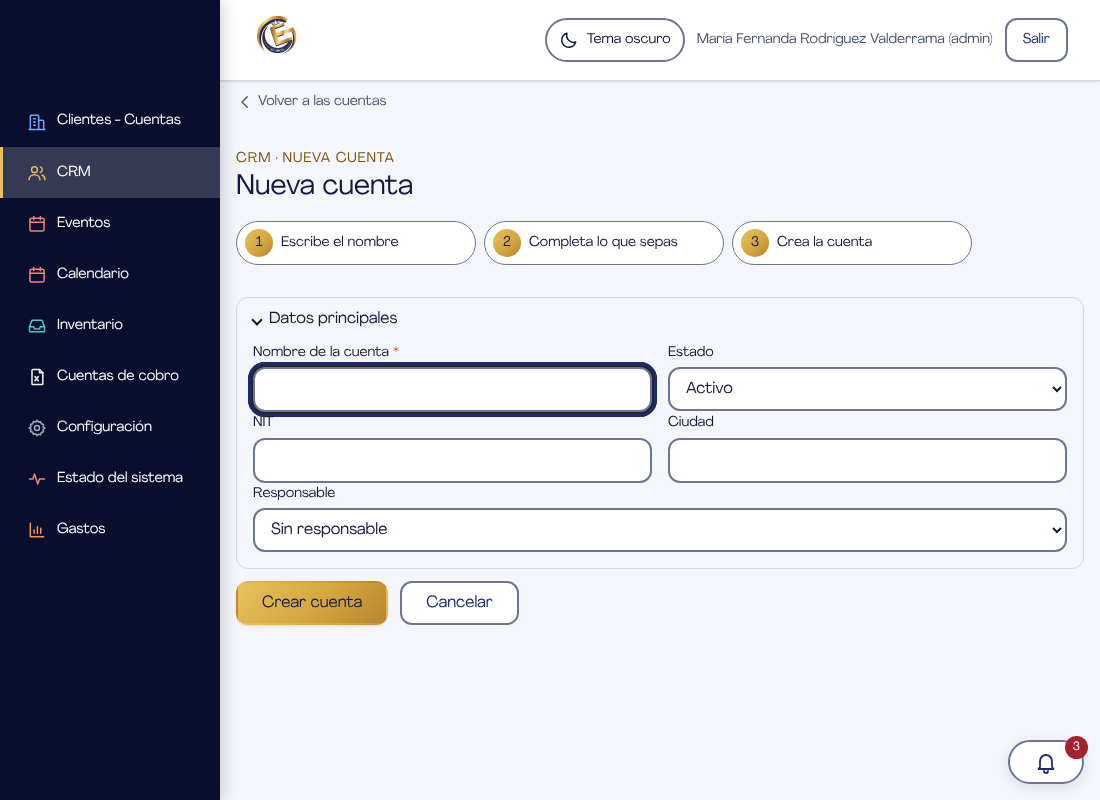 Tema oscuro
María Fernanda Rodríguez Valderrama (admin)
Salir
Clientes - Cuentas
CRM
Eventos
Calendario
Inventario
Cuentas de cobro
Configuración
Estado del sistema
Gastos
Volver a las cuentas
CRM · NUEVA CUENTA
Nueva cuenta
1 Escribe el nombre
2 Completa lo que sepas
3 Crea la cuenta
Datos principales
Nombre de la cuenta *
Estado
Activo
NIT
Ciudad
Responsable
Sin responsable
Crear cuenta
Cancelar
3